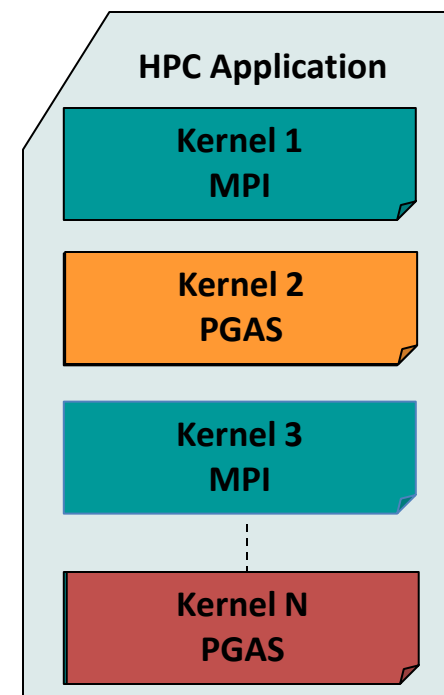 HPC Application
Kernel 1
MPI
Kernel 2
PGAS
Kernel 3
MPI
Kernel N
PGAS